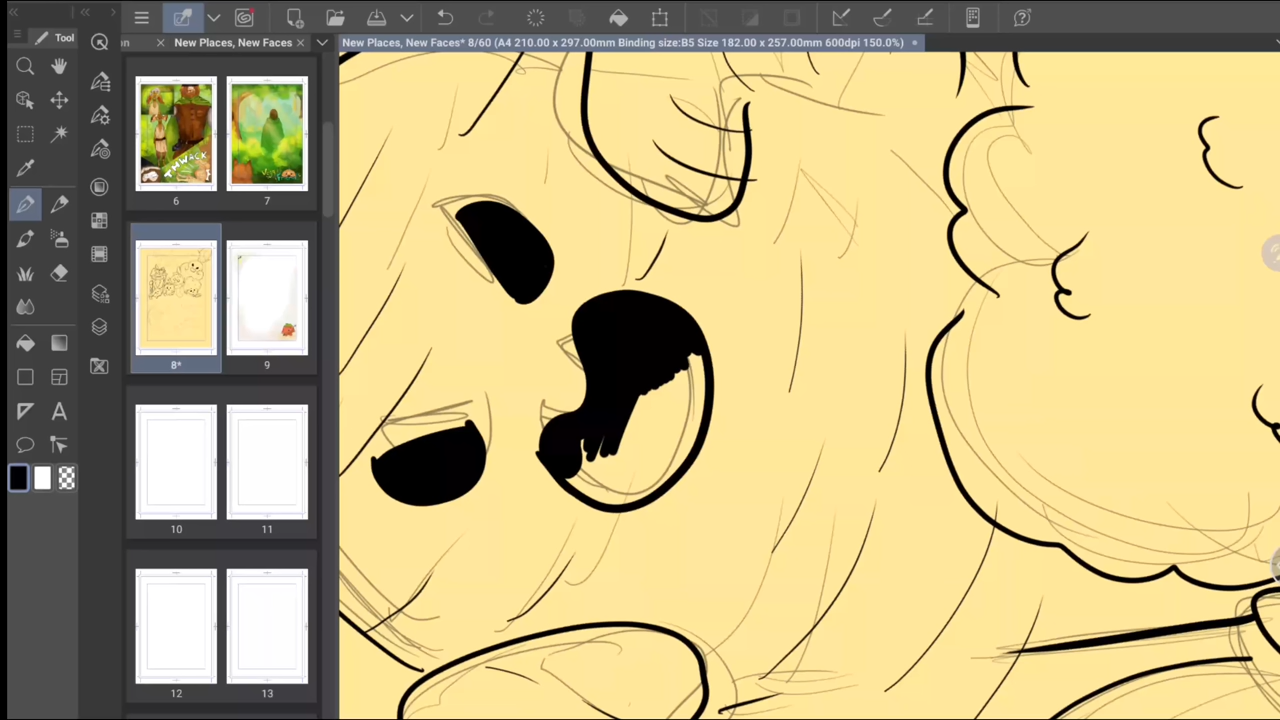 Tool
n
New Places, New Faces
New Places, New Faces* 8/60 (A4 210.00 x 297.00mm Binding size:B5 Size 182.00 x 257.00mm 600dpi 150.0%)
THWACK
6
7
8*
9
10
11
12
13